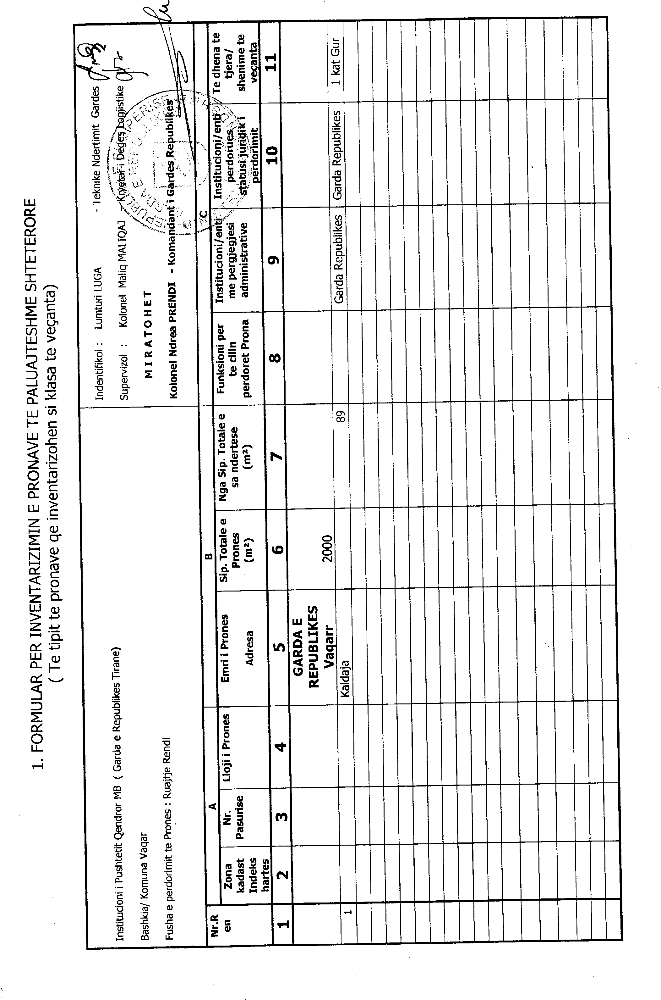 1. FORMULAR PER INVENTARIZIMIN E PRONAVE TE PALUAJTESHME SHTETERORE
( Te tipit te pronave qe inventarizohen si klasa te veçanta)
Institucioni i Pushtetit Qendror MB ( Garda e Republikes Tirane)
Bashkia/ Komuna Vaqar
Fusha e perdorimit te Prones : Ruajtje Rendi
Indentifikoi : Lumturi LUGA - Teknike Ndertimit Gardes
Supervizoi : Kolonel Maliq MALIQAJ - Kryetar i Deges Logjistike
MIRATOHET
Kolonel Ndrea PRENDI - Komandant i Gardes Republikes
A B C
Nr.R
en
Zona
kadast
Indeks
hartes
Nr.
Pasurise
Lloji i Prones
Emri i Prones
Adresa
Sip. Totale e
Prones
(m²)
Nga Sip. Totale e
sa ndertese
(m²)
Funksioni per
te cilin
perdoret Prona
Institucioni/enti
me pergjegjesi
administrative
Institucioni/enti
perdorues
statusi juridik i
perdorimit
Te dhena te
tjera/
shenime te
veçanta
1 2 3 4 5 6 7 8 9 10 11
GARDA E
REPUBLIKES
Vaqarr 2000
1 Kaldaja 89 Garda Republikes Garda Republikes 1 kat Gur